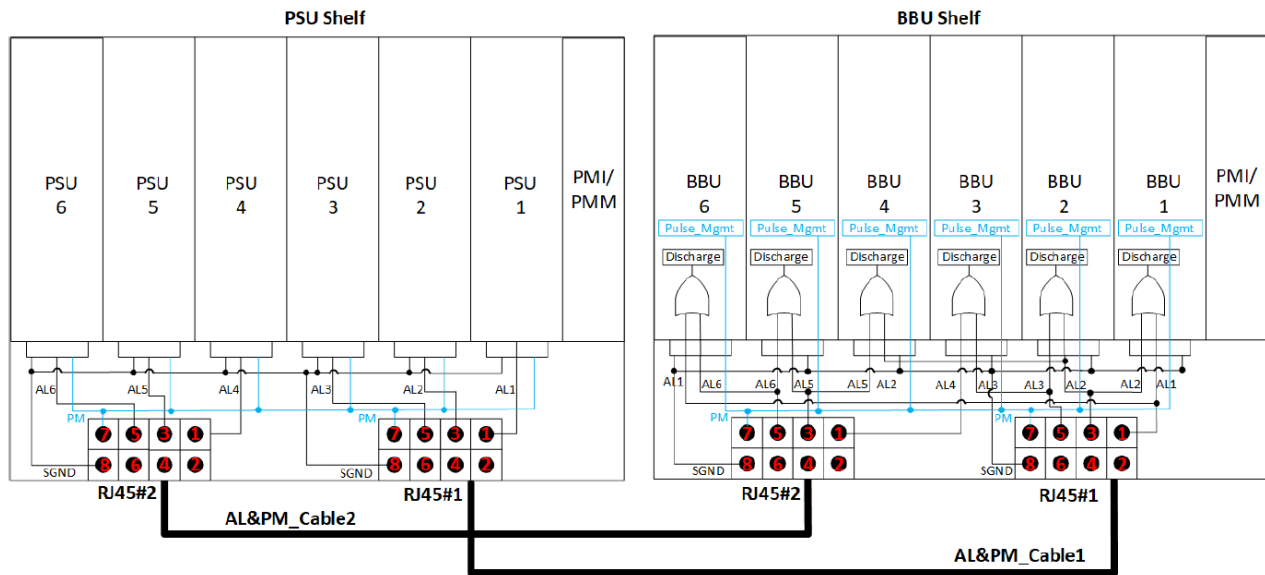 PSU Shelf
BBU Shelf
PSU
6
PSU
5
PSU
4
PSU
3
PSU
2
PSU
1
PMI/
PMM
BBU
6
BBU
5
BBU
4
BBU
3
BBU
2
BBU
1
PMI/
PMM
Pulse_Mgmt
Pulse_Mgmt
Pulse_Mgmt
Pulse_Mgmt
Pulse_Mgmt
Pulse_Mgmt
Discharge
Discharge
Discharge
Discharge
Discharge
Discharge
AL6
AL5
AL4
AL3
AL2
AL1
AL1
AL6
AL6
AL5
AL5
AL2
AL4
AL3
AL3
AL2
AL2
AL1
PM
PM
PM
PM
7 5 3 1
7 5 3 1
7 5 3 1
7 5 3 1
8 6 4 2
8 6 4 2
8 6 4 2
8 6 4 2
SGND
SGND
SGND
SGND
RJ45#2
RJ45#1
RJ45#2
RJ45#1
AL&PM_Cable2
AL&PM_Cable1